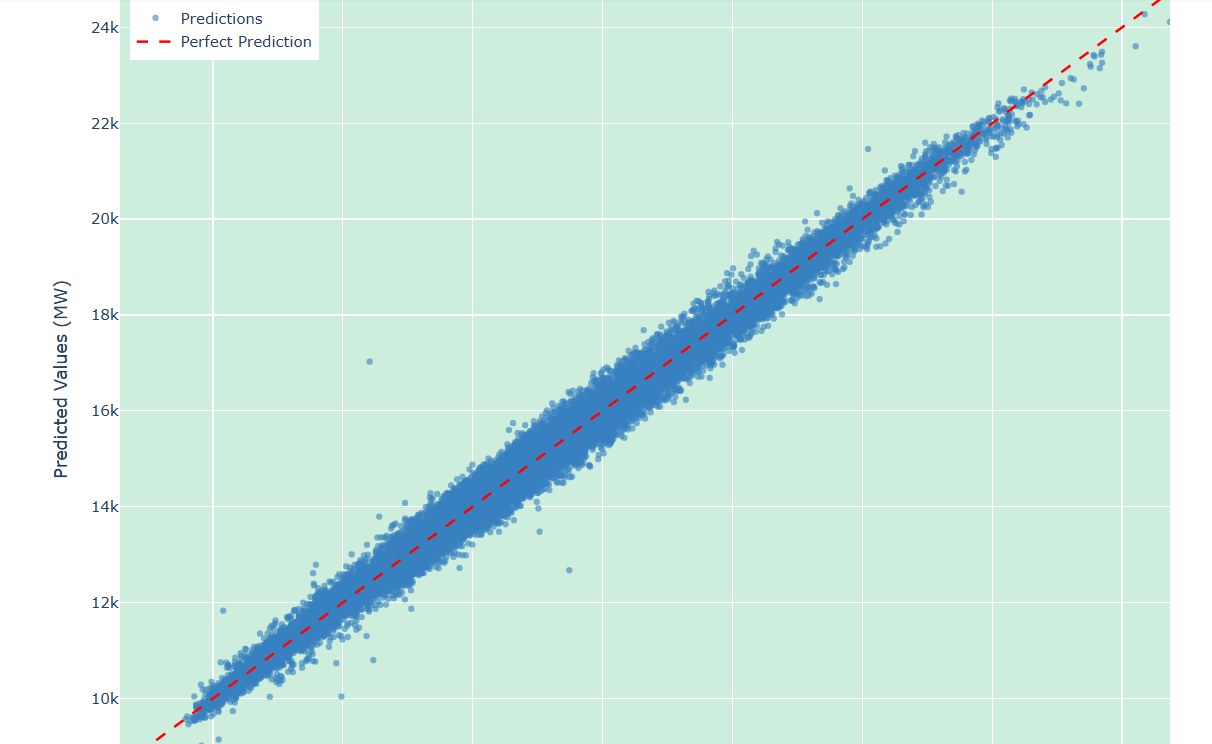 Predictions
Perfect Prediction
24k
22k
20k
18k
16k
14k
12k
10k
Predicted Values (MW)